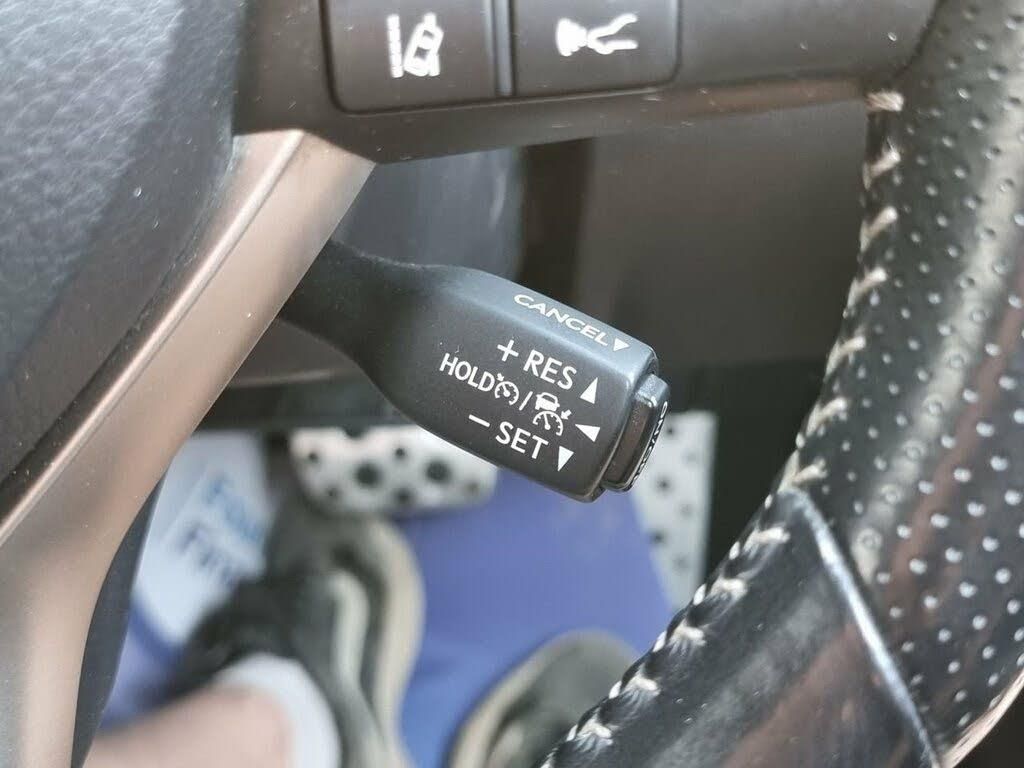 CANCEL▼
+ RES ▲
HOLD / ◀
− SET ▼